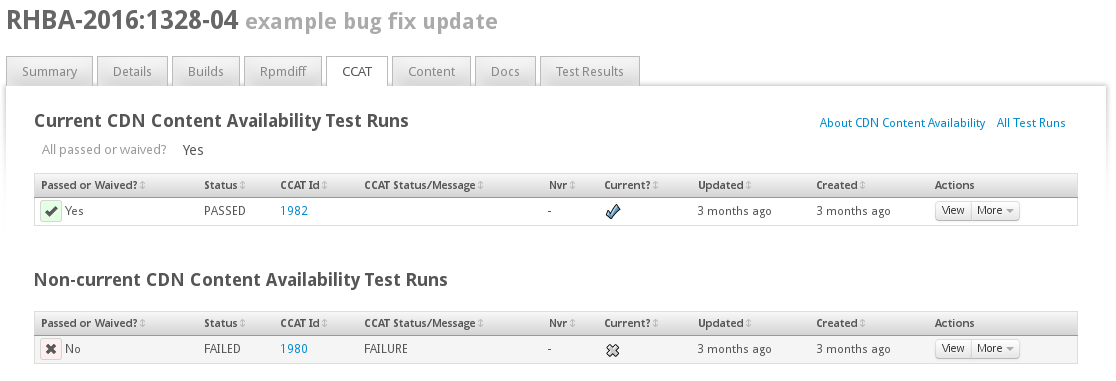 RHBA-2016:1328-04 example bug fix update
Summary Details Builds Rpmdiff CCAT Content Docs Test Results
Current CDN Content Availability Test Runs About CDN Content Availability All Test Runs
All passed or waived? Yes
Passed or Waived? Status CCAT Id CCAT Status/Message Nvr Current? Updated Created Actions
Yes PASSED 1982 - 3 months ago 3 months ago View More
Non-current CDN Content Availability Test Runs
Passed or Waived? Status CCAT Id CCAT Status/Message Nvr Current? Updated Created Actions
No FAILED 1980 FAILURE - 3 months ago 3 months ago View More